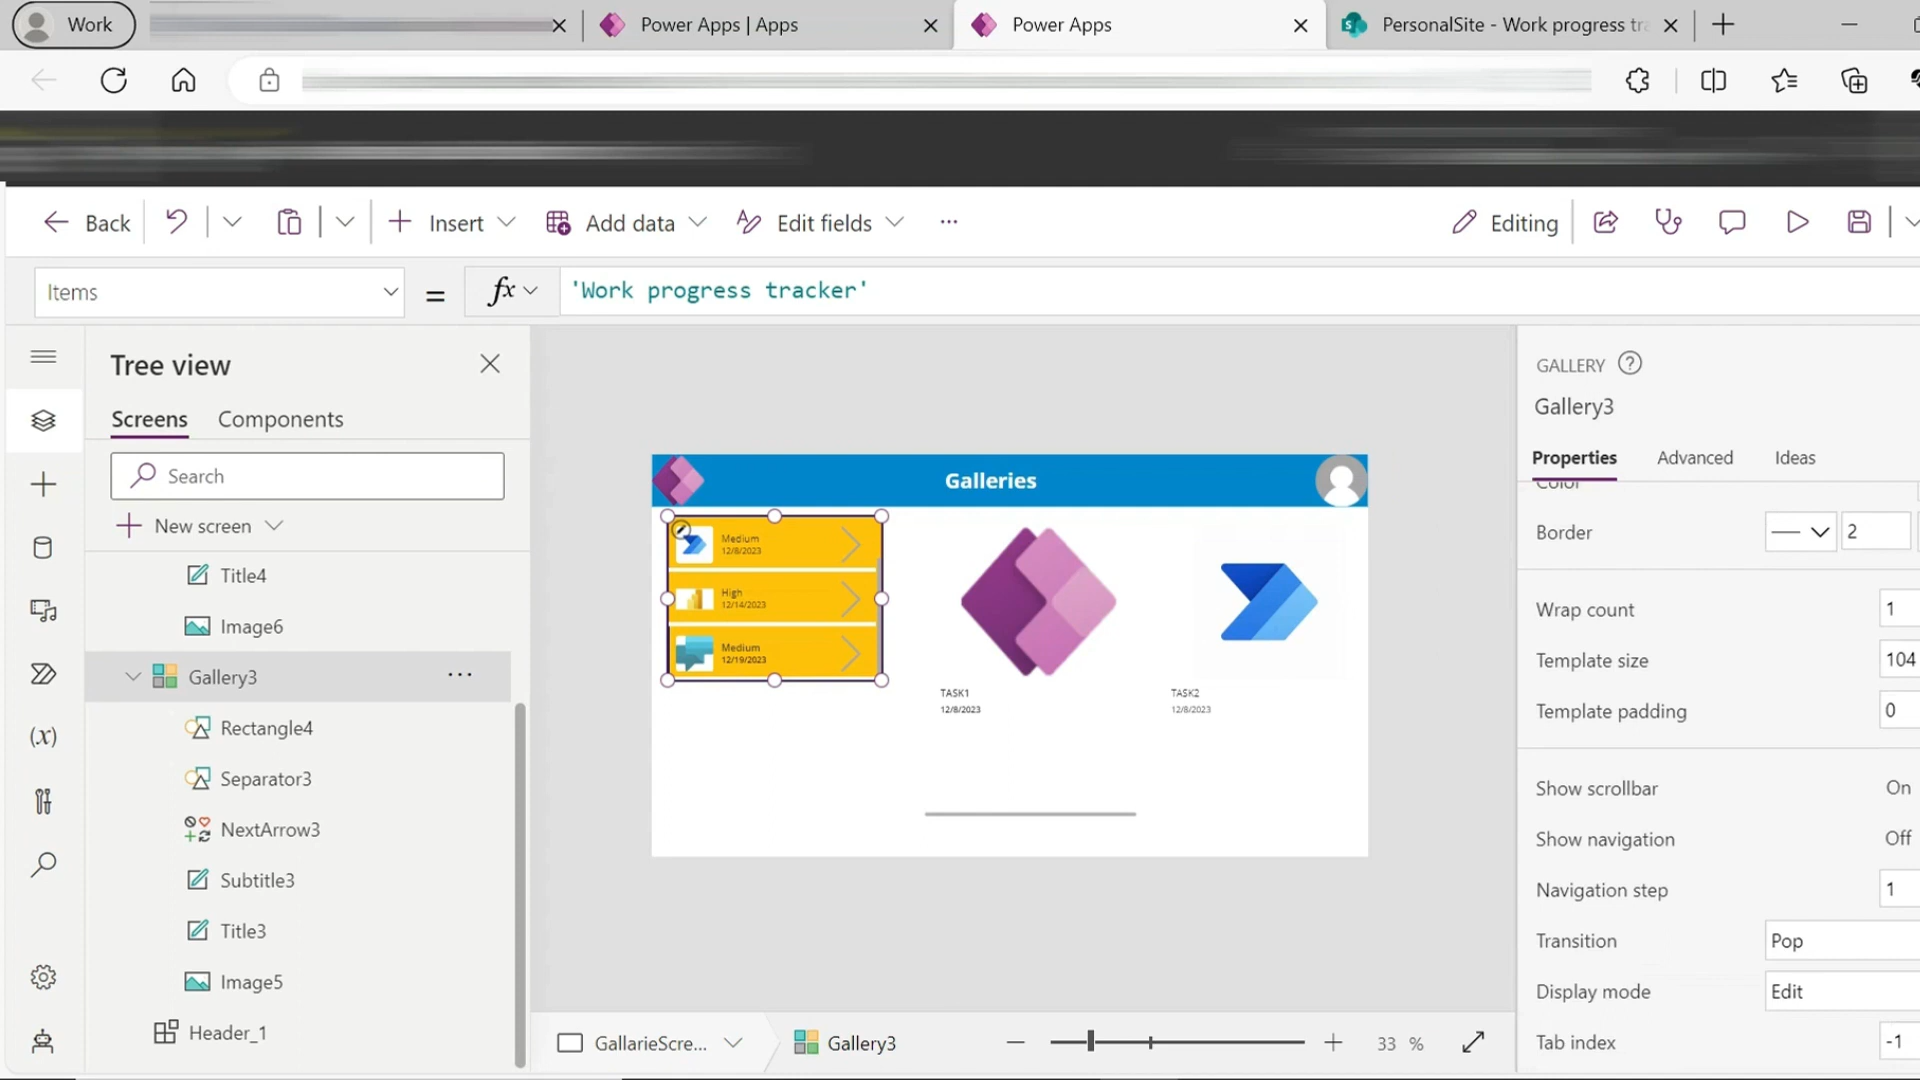 Work
Power Apps | Apps
Power Apps
PersonalSite - Work progress tra
Back
Insert
Add data
Edit fields
Editing
Items
=
fx
'Work progress tracker'
Tree view
Screens
Components
Search
New screen
Title4
Image6
Gallery3
Rectangle4
Separator3
NextArrow3
Subtitle3
Title3
Image5
Header_1
Galleries
Medium
12/8/2023
High
12/14/2023
Medium
12/19/2023
TASK1
12/8/2023
TASK2
12/8/2023
GallarieScre...
Gallery3
33 %
GALLERY
Gallery3
Properties
Advanced
Ideas
Color
Border
2
Wrap count
1
Template size
104
Template padding
0
Show scrollbar
On
Show navigation
Off
Navigation step
1
Transition
Pop
Display mode
Edit
Tab index
-1